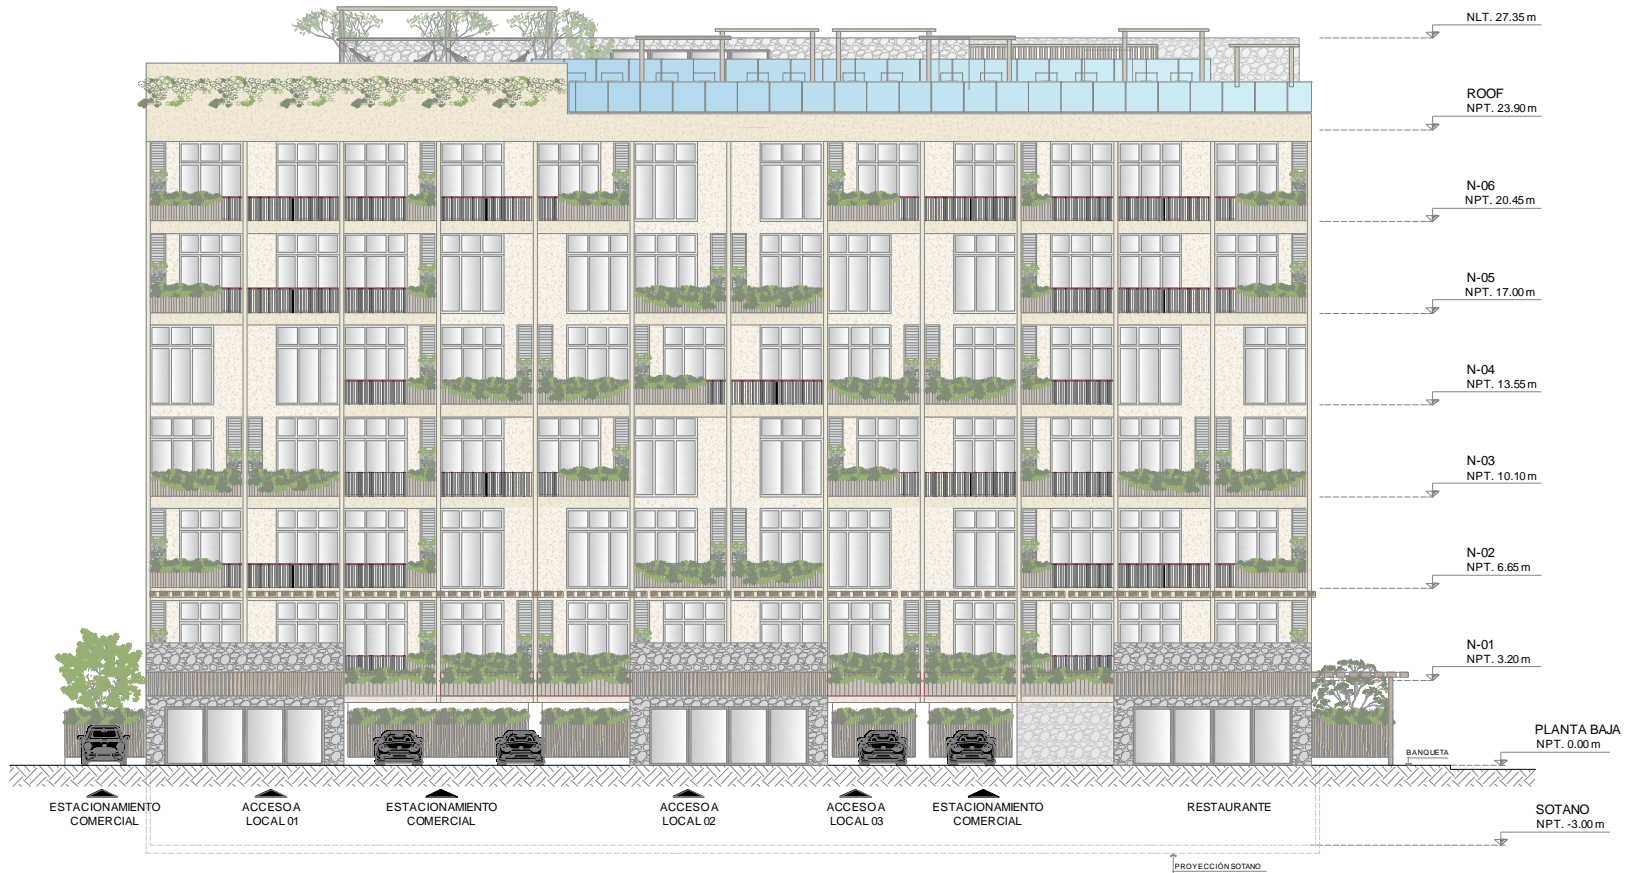 NLT. 27.35 m
ROOF
NPT. 23.90 m
N-06
NPT. 20.45 m
N-05
NPT. 17.00 m
N-04
NPT. 13.55 m
N-03
NPT. 10.10 m
N-02
NPT. 6.65 m
N-01
NPT. 3.20 m
PLANTA BAJA
NPT. 0.00 m
BANQUETA
ESTACIONAMIENTO
COMERCIAL
ACCESO A
LOCAL 01
ESTACIONAMIENTO
COMERCIAL
ACCESO A
LOCAL 02
ACCESO A
LOCAL 03
ESTACIONAMIENTO
COMERCIAL
RESTAURANTE
SOTANO
NPT. -3.00 m
PROYECCIÓN SOTANO